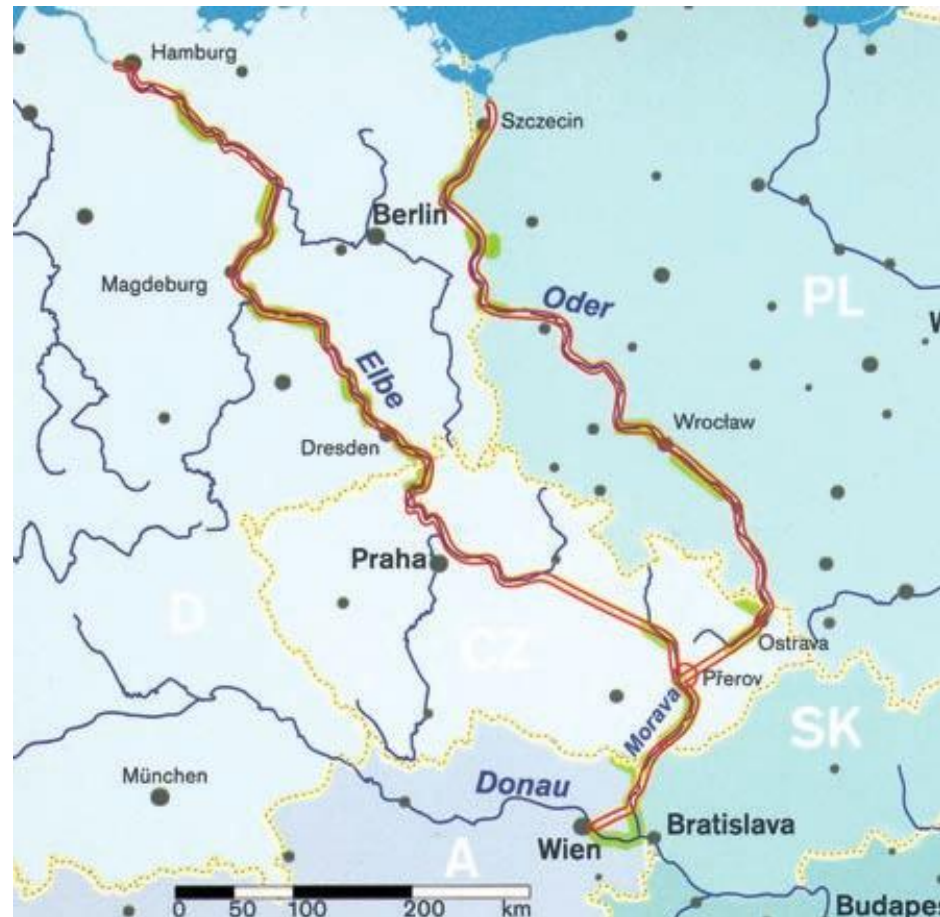 Hamburg
Szczecin
Berlin
Magdeburg
Oder
PL
W
Elbe
Dresden
Wrocław
Praha
D
CZ
Ostrava
Přerov
Morava
SK
München
Donau
Wien
Bratislava
A
Budapes
0 50 100 200 km